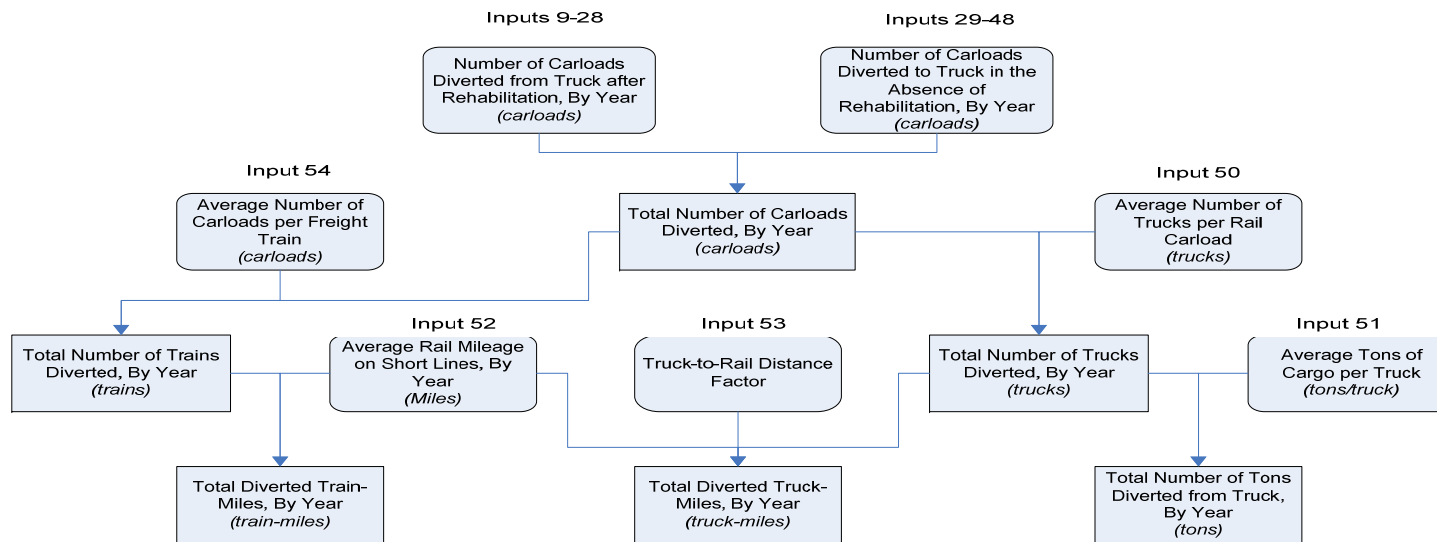 Inputs 9-28
Inputs 29-48
Number of Carloads
Diverted from Truck after
Rehabilitation, By Year
(carloads)
Number of Carloads
Diverted to Truck in the
Absence of
Rehabilitation, By Year
(carloads)
Input 54
Input 50
Average Number of
Carloads per Freight
Train
(carloads)
Total Number of Carloads
Diverted, By Year
(carloads)
Average Number of
Trucks per Rail
Carload
(trucks)
Input 52
Input 53
Input 51
Total Number of Trains
Diverted, By Year
(trains)
Average Rail Mileage
on Short Lines, By
Year
(Miles)
Truck-to-Rail Distance
Factor
Total Number of Trucks
Diverted, By Year
(trucks)
Average Tons of
Cargo per Truck
(tons/truck)
Total Diverted Train-
Miles, By Year
(train-miles)
Total Diverted Truck-
Miles, By Year
(truck-miles)
Total Number of Tons
Diverted from Truck,
By Year
(tons)